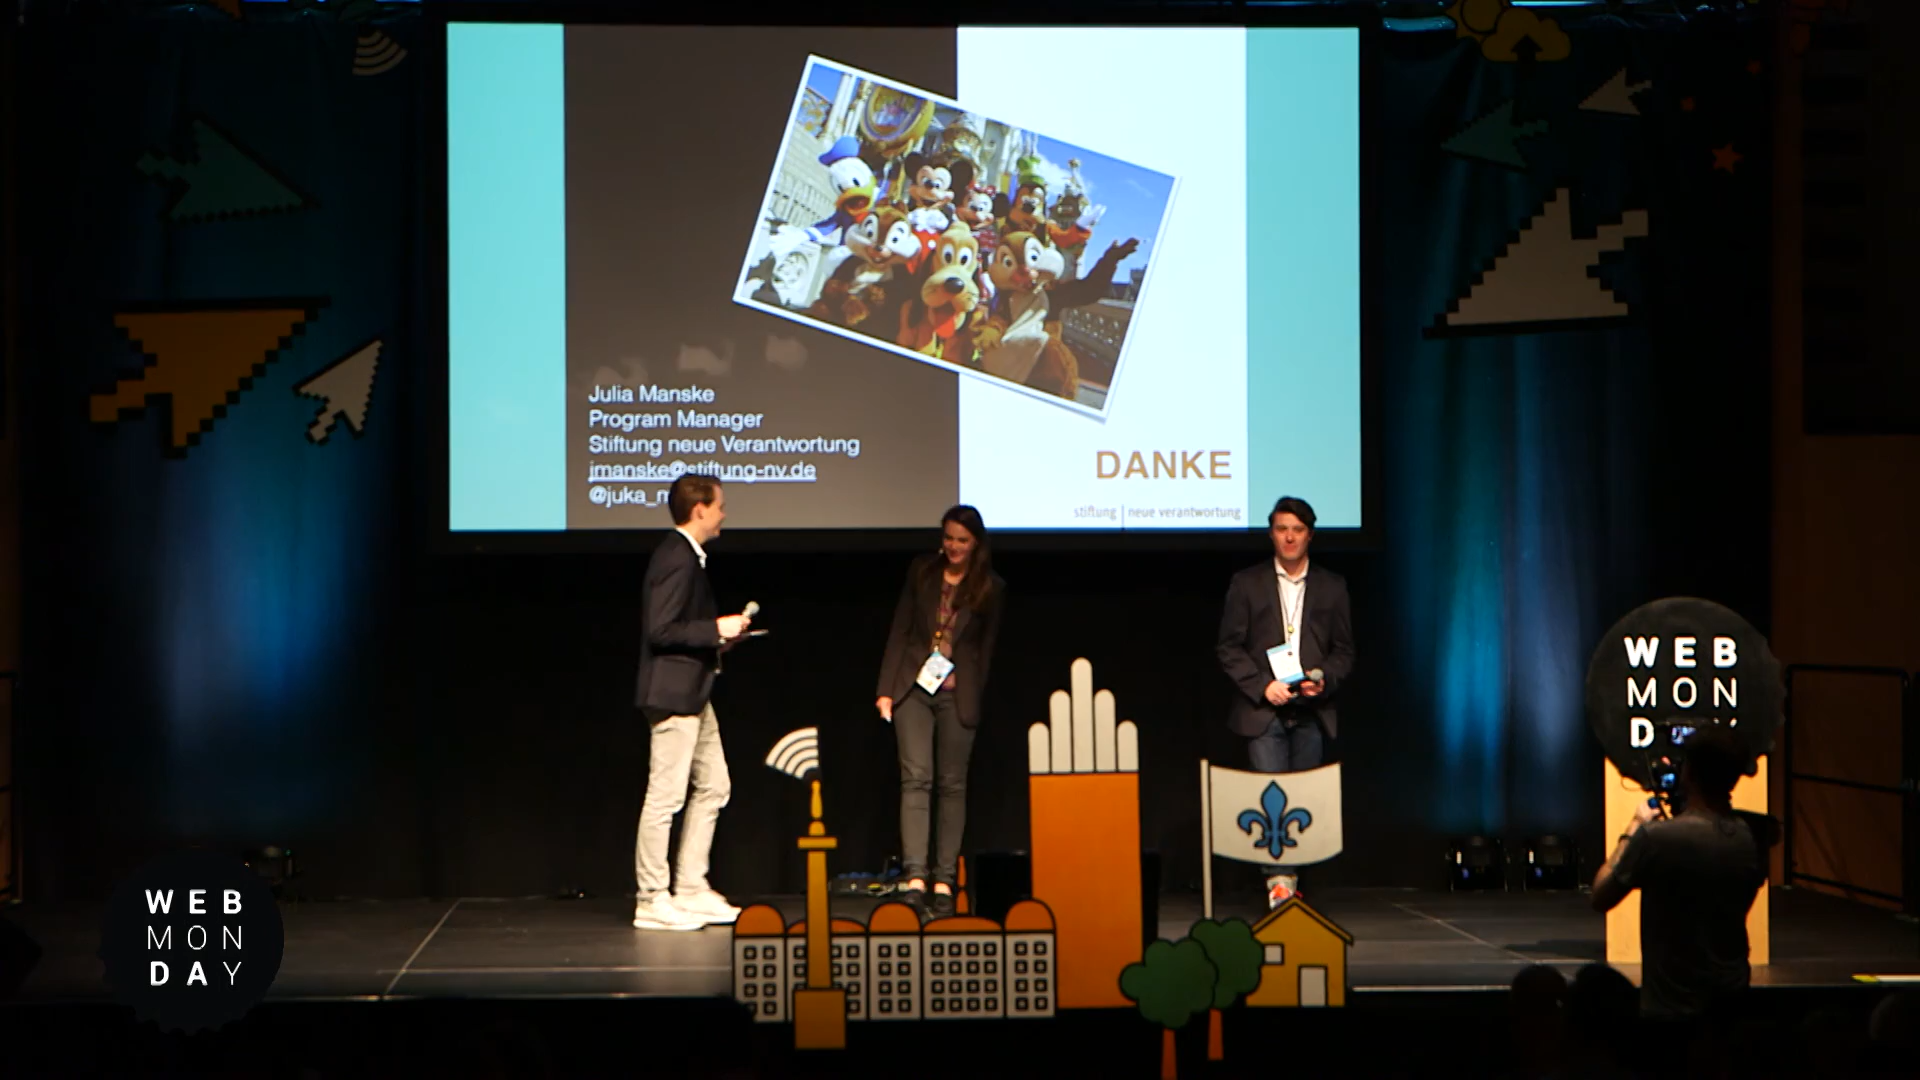 Julia Manske
Program Manager
Stiftung neue Verantwortung
jmanske@stiftung-nv.de
DANKE
stiftung | neue verantwortung
WEB
MON
WEB
MON
DAY